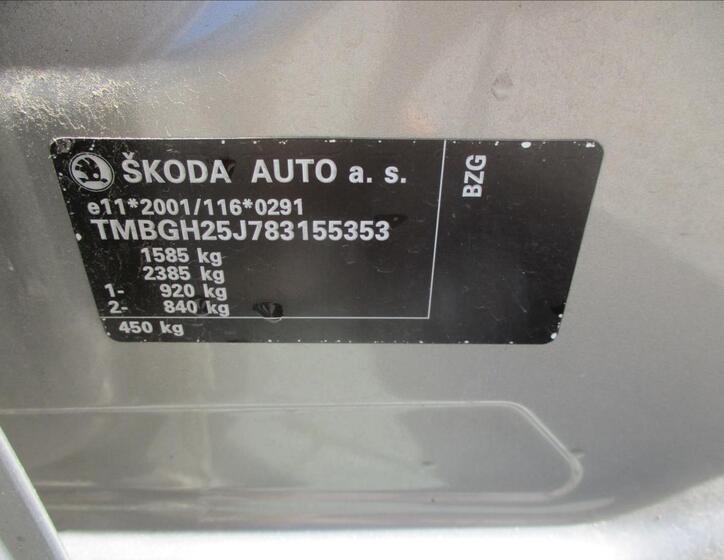 ŠKODA AUTO a. s.
BZG
e11*2001/116*0291
TMBGH25J783155353
1585 kg
2385 kg
1- 920 kg
2- 840 kg
450 kg